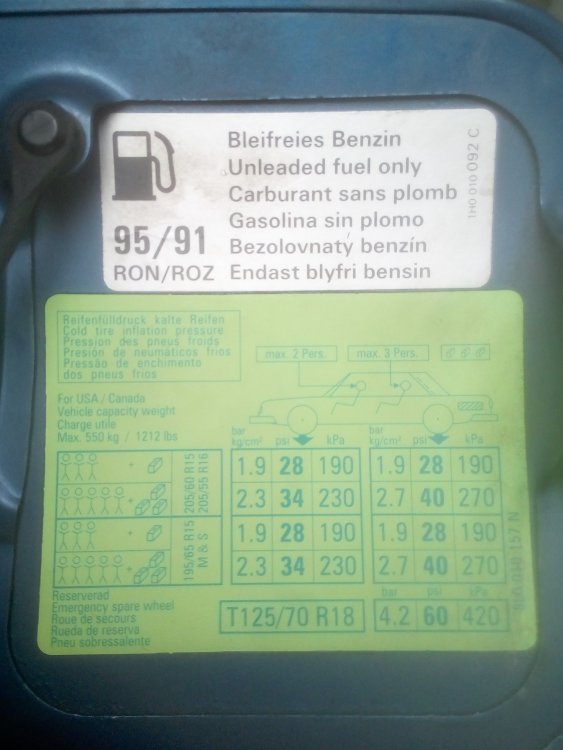 Bleifreies Benzin
Unleaded fuel only
Carburant sans plomb
Gasolina sin plomo
Bezolovnatý benzín
Endast blyfri bensin
95/91
RON/ROZ
1H0 010 092 C
Reifenfülldruck kalte Reifen
Cold tire inflation pressure
Pression des pneus froids
Presión de neumáticos frios
Pressão de enchimento
dos pneus frios
max. 2 Pers.
max. 3 Pers.
For USA / Canada
Vehicle capacity weight
Charge utile
Max. 550 kg / 1212 lbs
bar psi kPa bar psi kPa
kg/cm² kg/cm²
205/60 R15
205/55 R16
1.9 28 190 1.9 28 190
2.3 34 230 2.7 40 270
195/65 R15
M & S
1.9 28 190 1.9 28 190
2.3 34 230 2.7 40 270
Reserverad
Emergency spare wheel
Roue de secours
Rueda de reserva
Pneu sobressalente
T125/70 R18
bar psi kPa
4.2 60 420
157 N